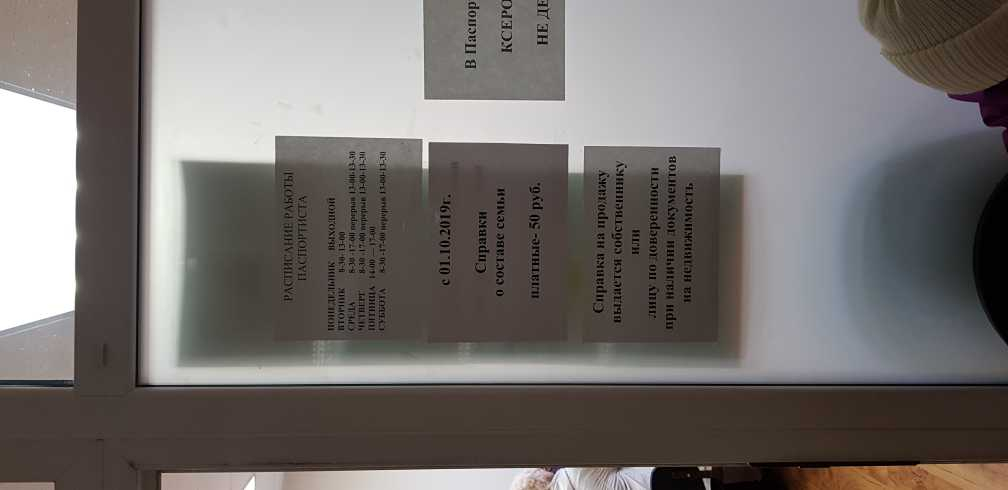 РАСПИСАНИЕ РАБОТЫ
ПАСПОРТИСТА
ПОНЕДЕЛЬНИК ВЫХОДНОЙ
ВТОРНИК 8-30-13-00
СРЕДА 8-30 -17-00 перерыв 13-00-13-30
ЧЕТВЕРГ 8-30 -17-00 перерыв 13-00-13-30
ПЯТНИЦА 14-00 — 17-00
СУББОТА 8-30 -17-00 перерыв 13-00-13-30
В Паспор
КСЕРО
НЕ ДЕ
с 01.10.2019г.
Справки
о составе семьи
платные- 50 руб.
Справка на продажу
выдается собственнику
или
лицу по доверенности
при наличии документов
на недвижимость